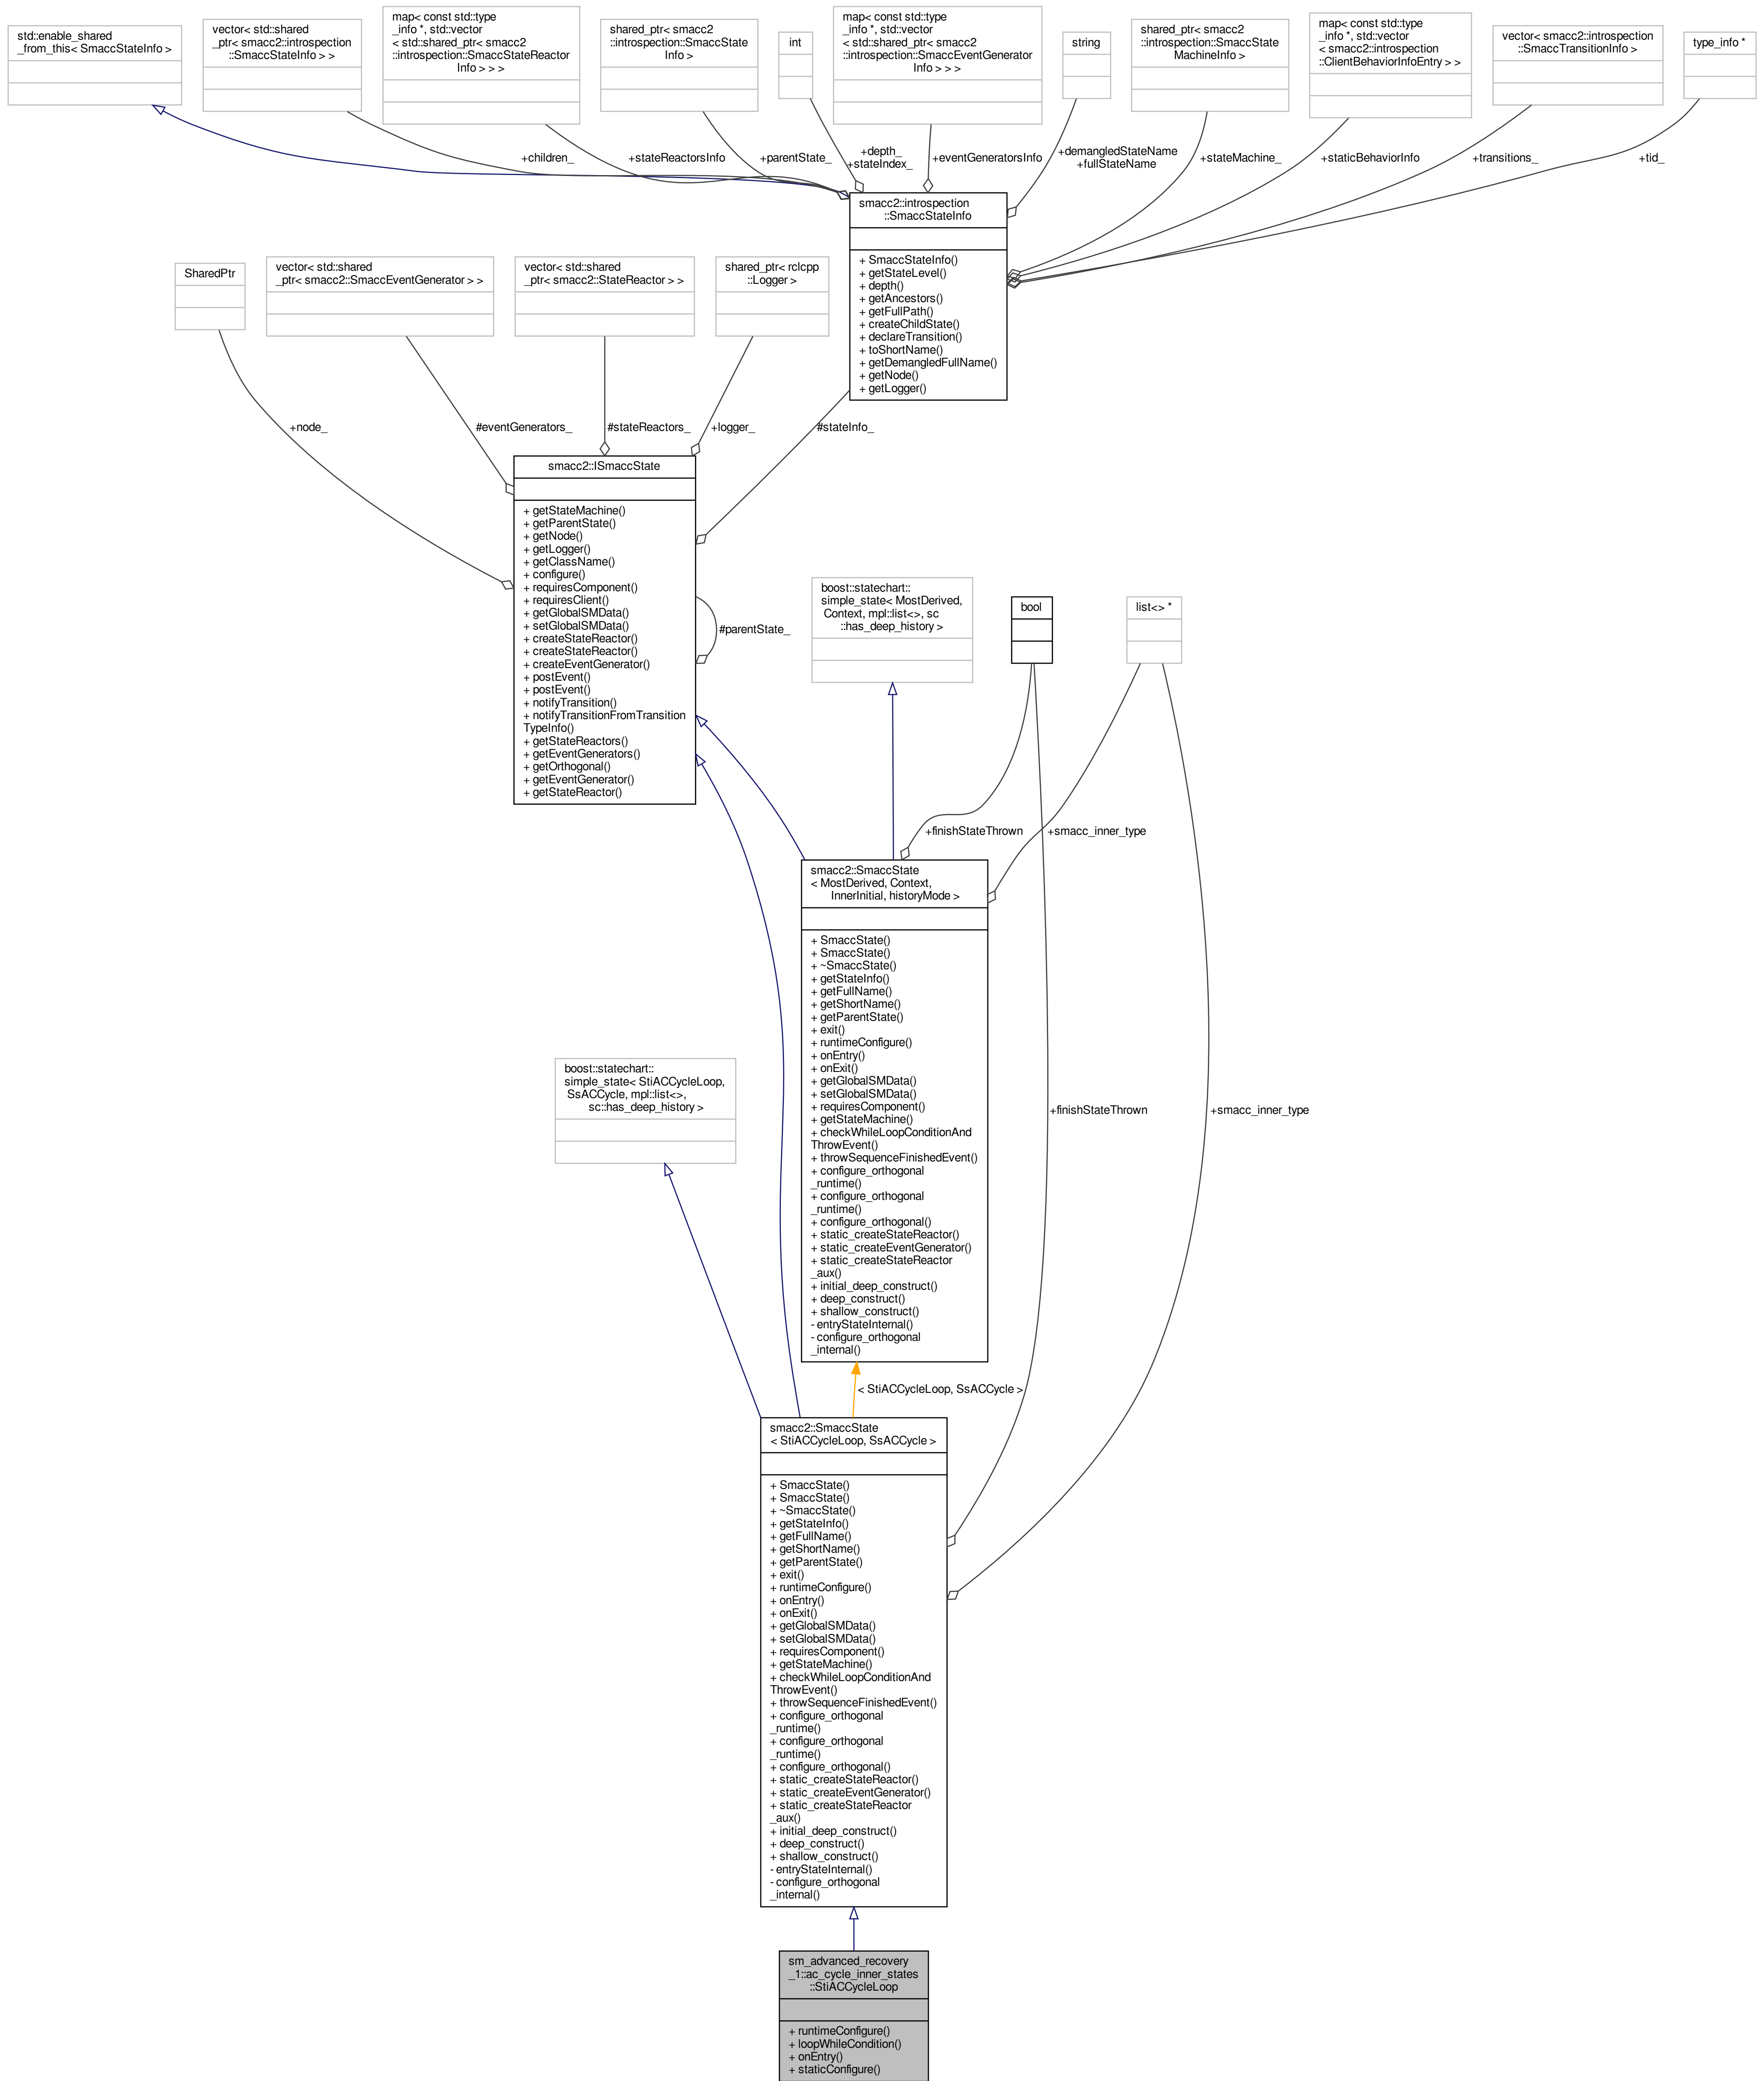 std::enable_shared
_from_this< SmaccStateInfo >
vector< std::shared
_ptr< smacc2::introspection
::SmaccStateInfo > >
map< const std::type
_info *, std::vector
< std::shared_ptr< smacc2
::introspection::SmaccStateReactor
Info > > >
shared_ptr< smacc2
::introspection::SmaccState
Info >
int
map< const std::type
_info *, std::vector
< std::shared_ptr< smacc2
::introspection::SmaccEventGenerator
Info > > >
string
shared_ptr< smacc2
::introspection::SmaccState
MachineInfo >
map< const std::type
_info *, std::vector
< smacc2::introspection
::ClientBehaviorInfoEntry > >
vector< smacc2::introspection
::SmaccTransitionInfo >
type_info *
+children_
+stateReactorsInfo
+parentState_
+depth_
+stateIndex_
+eventGeneratorsInfo
+demangledStateName
+fullStateName
+stateMachine_
+staticBehaviorInfo
+transitions_
+tid_
smacc2::introspection
::SmaccStateInfo
+ SmaccStateInfo()
+ getStateLevel()
+ depth()
+ getAncestors()
+ getFullPath()
+ createChildState()
+ declareTransition()
+ toShortName()
+ getDemangledFullName()
+ getNode()
+ getLogger()
SharedPtr
vector< std::shared
_ptr< smacc2::SmaccEventGenerator > >
vector< std::shared
_ptr< smacc2::StateReactor > >
shared_ptr< rclcpp
::Logger >
+node_
#eventGenerators_
#stateReactors_
+logger_
#stateInfo_
smacc2::ISmaccState
+ getStateMachine()
+ getParentState()
+ getNode()
+ getLogger()
+ getClassName()
+ configure()
+ requiresComponent()
+ requiresClient()
+ getGlobalSMData()
+ setGlobalSMData()
+ createStateReactor()
+ createStateReactor()
+ createEventGenerator()
+ postEvent()
+ postEvent()
+ notifyTransition()
+ notifyTransitionFromTransition
TypeInfo()
+ getStateReactors()
+ getEventGenerators()
+ getOrthogonal()
+ getEventGenerator()
+ getStateReactor()
#parentState_
boost::statechart::
simple_state< MostDerived,
Context, mpl::list<>, sc
::has_deep_history >
bool
list<> *
+finishStateThrown
+smacc_inner_type
smacc2::SmaccState
< MostDerived, Context,
InnerInitial, historyMode >
+ SmaccState()
+ SmaccState()
+ ~SmaccState()
+ getStateInfo()
+ getFullName()
+ getShortName()
+ getParentState()
+ exit()
+ runtimeConfigure()
+ onEntry()
+ onExit()
+ getGlobalSMData()
+ setGlobalSMData()
+ requiresComponent()
+ getStateMachine()
+ checkWhileLoopConditionAnd
ThrowEvent()
+ throwSequenceFinishedEvent()
+ configure_orthogonal
_runtime()
+ configure_orthogonal
_runtime()
+ configure_orthogonal()
+ static_createStateReactor()
+ static_createEventGenerator()
+ static_createStateReactor
_aux()
+ initial_deep_construct()
+ deep_construct()
+ shallow_construct()
- entryStateInternal()
- configure_orthogonal
_internal()
boost::statechart::
simple_state< StiACCycleLoop,
SsACCycle, mpl::list<>,
sc::has_deep_history >
+finishStateThrown
+smacc_inner_type
< StiACCycleLoop, SsACCycle >
smacc2::SmaccState
< StiACCycleLoop, SsACCycle >
+ SmaccState()
+ SmaccState()
+ ~SmaccState()
+ getStateInfo()
+ getFullName()
+ getShortName()
+ getParentState()
+ exit()
+ runtimeConfigure()
+ onEntry()
+ onExit()
+ getGlobalSMData()
+ setGlobalSMData()
+ requiresComponent()
+ getStateMachine()
+ checkWhileLoopConditionAnd
ThrowEvent()
+ throwSequenceFinishedEvent()
+ configure_orthogonal
_runtime()
+ configure_orthogonal
_runtime()
+ configure_orthogonal()
+ static_createStateReactor()
+ static_createEventGenerator()
+ static_createStateReactor
_aux()
+ initial_deep_construct()
+ deep_construct()
+ shallow_construct()
- entryStateInternal()
- configure_orthogonal
_internal()
sm_advanced_recovery
_1::ac_cycle_inner_states
::StiACCycleLoop
+ runtimeConfigure()
+ loopWhileCondition()
+ onEntry()
+ staticConfigure()